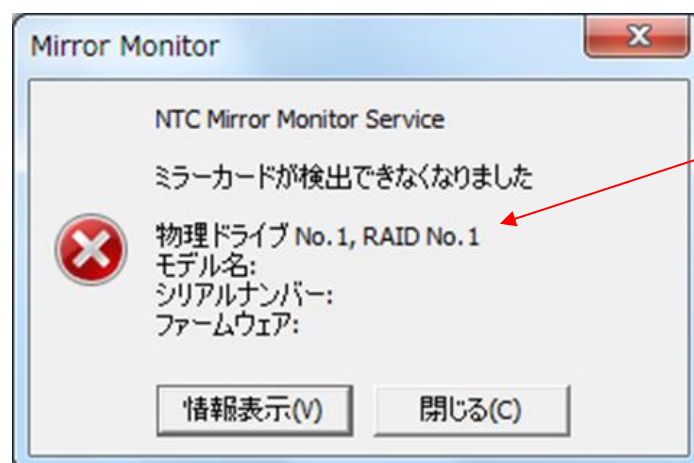 Mirror Monitor
NTC Mirror Monitor Service
ミラーカードが検出できなくなりました
物理ドライブ No.1, RAID No.1
モデル名:
シリアルナンバー:
ファームウェア:
情報表示(V)
閉じる(C)